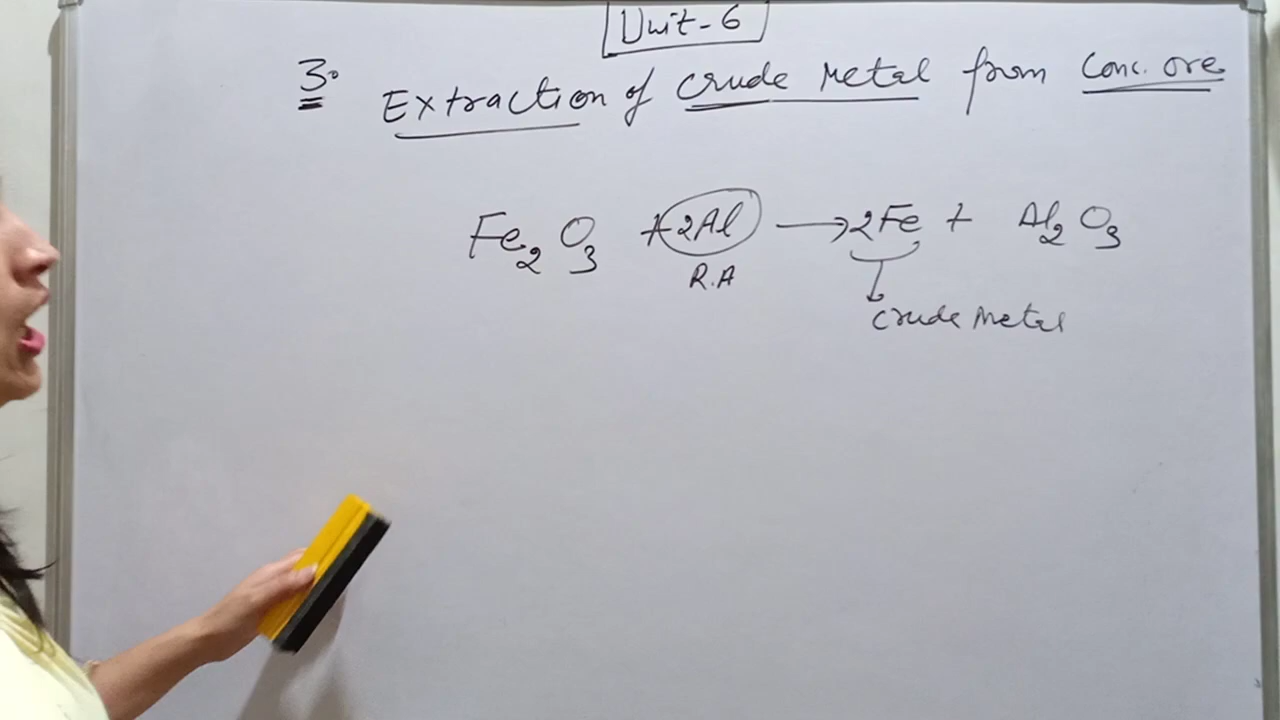 Unit-6
3. Extraction of crude Metal from Conc. ore
Fe2O3 + 2Al → 2Fe + Al2O3
R.A
crude Metal